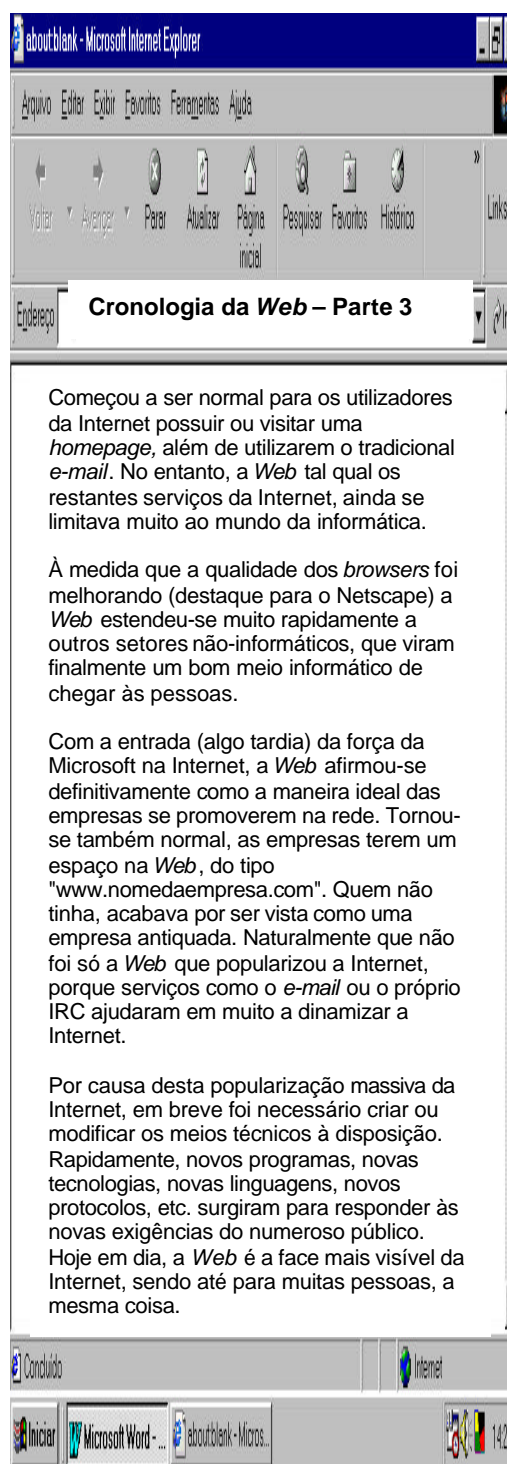 about:blank - Microsoft Internet Explorer
Arquivo Editar Exibir Favoritos Ferramentas Ajuda
Voltar Avançar Parar Atualizar Página inicial Pesquisar Favoritos Histórico » Links
Endereço Cronologia da Web – Parte 3
Começou a ser normal para os utilizadores
da Internet possuir ou visitar uma
homepage, além de utilizarem o tradicional
e-mail. No entanto, a Web tal qual os
restantes serviços da Internet, ainda se
limitava muito ao mundo da informática.
À medida que a qualidade dos browsers foi
melhorando (destaque para o Netscape) a
Web estendeu-se muito rapidamente a
outros setores não-informáticos, que viram
finalmente um bom meio informático de
chegar às pessoas.
Com a entrada (algo tardia) da força da
Microsoft na Internet, a Web afirmou-se
definitivamente como a maneira ideal das
empresas se promoverem na rede. Tornou-
se também normal, as empresas terem um
espaço na Web, do tipo
"www.nomedaempresa.com". Quem não
tinha, acabava por ser vista como uma
empresa antiquada. Naturalmente que não
foi só a Web que popularizou a Internet,
porque serviços como o e-mail ou o próprio
IRC ajudaram em muito a dinamizar a
Internet.
Por causa desta popularização massiva da
Internet, em breve foi necessário criar ou
modificar os meios técnicos à disposição.
Rapidamente, novos programas, novas
tecnologias, novas linguagens, novos
protocolos, etc. surgiram para responder às
novas exigências do numeroso público.
Hoje em dia, a Web é a face mais visível da
Internet, sendo até para muitas pessoas, a
mesma coisa.
Concluído Internet
Iniciar Microsoft Word - ... about:blank - Micros...